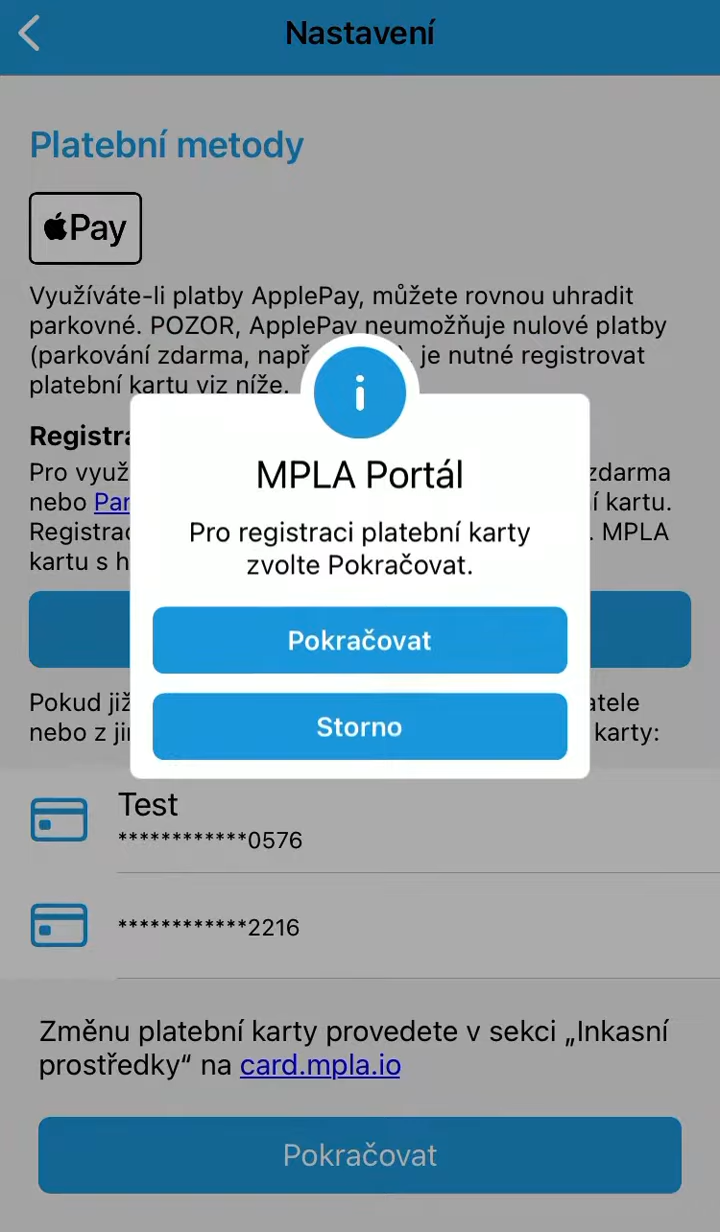 Nastavení
Platební metody
Pay
Využíváte-li platby ApplePay, můžete rovnou uhradit
parkovné. POZOR, ApplePay neumožňuje nulové platby
(parkování zdarma, např je nutné registrovat
platební kartu viz níže.
MPLA Portál
Pro registraci platební karty
zvolte Pokračovat.
Pokračovat
Storno
Registra
Pro využ zdarma
nebo Par í kartu.
Registrac . MPLA
kartu s h
Pokud již atele
nebo z jin karty:
Test
************0576
************2216
Změnu platební karty provedete v sekci „Inkasní
prostředky“ na card.mpla.io
Pokračovat